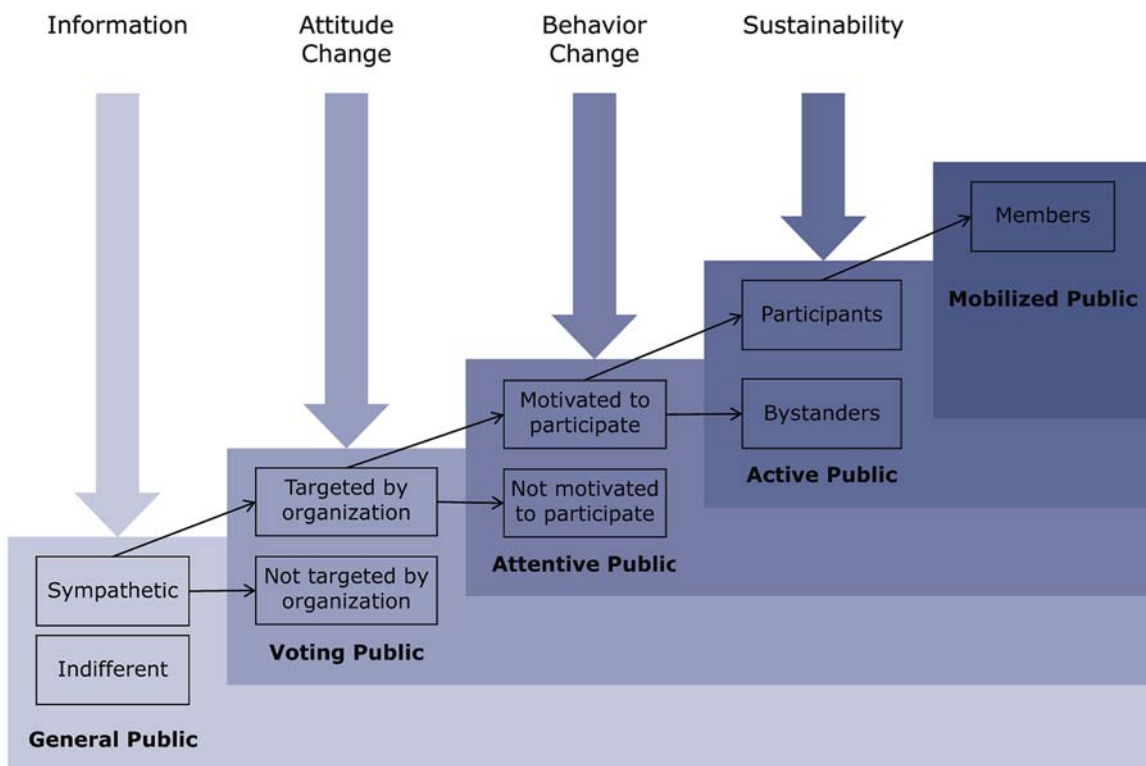 Information
Attitude
Change
Behavior
Change
Sustainability
Members
Mobilized Public
Participants
Bystanders
Active Public
Motivated to
participate
Not motivated
to participate
Attentive Public
Targeted by
organization
Not targeted by
organization
Voting Public
Sympathetic
Indifferent
General Public